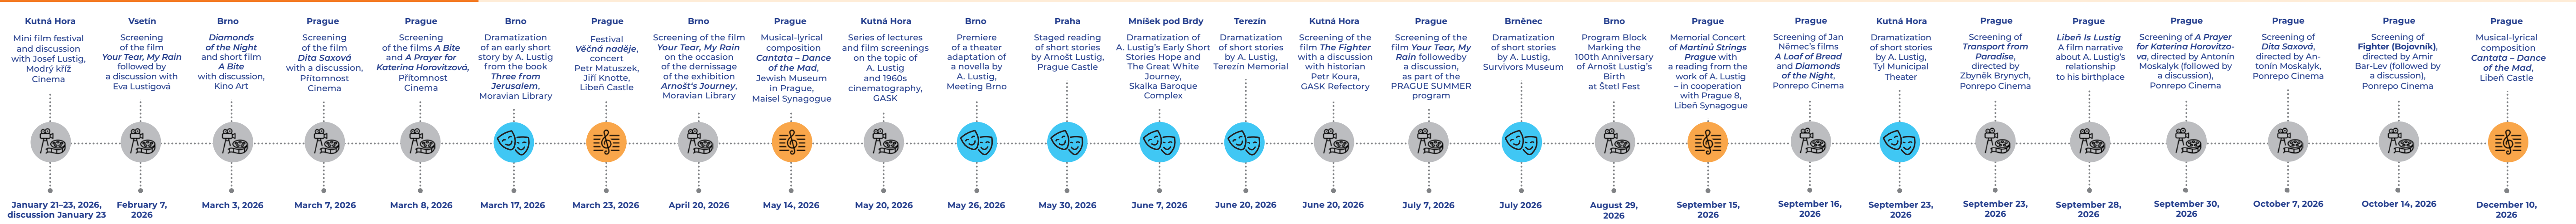 Kutná Hora
Mini film festival
and discussion
with Josef Lustig,
Modrý kříž
Cinema
January 21–23, 2026,
discussion January 23
Vsetín
Screening
of the film
Your Tear, My Rain
followed by
a discussion with
Eva Lustigová
February 7,
2026
Brno
Diamonds
of the Night
and short film
A Bite
with discussion,
Kino Art
March 3, 2026
Prague
Screening
of the film
Dita Saxová
with a discussion,
Přítomnost
Cinema
March 7, 2026
Prague
Screening
of the films A Bite
and A Prayer for
Katerina Horovitzová,
Přítomnost
Cinema
March 8, 2026
Brno
Dramatization
of an early short
story by A. Lustig
from the book
Three from
Jerusalem,
Moravian Library
March 17, 2026
Prague
Festival
Věčná naděje,
concert
Petr Matuszek,
Jiří Knotte,
Libeň Castle
March 23, 2026
Brno
Screening of the film
Your Tear, My Rain
on the occasion
of the dernissage
of the exhibition
Arnošt's Journey,
Moravian Library
April 20, 2026
Prague
Musical-lyrical
composition
Cantata – Dance
of the Mad,
Jewish Museum
in Prague,
Maisel Synagogue
May 14, 2026
Kutná Hora
Series of lectures
and film screenings
on the topic of
A. Lustig
and 1960s
cinematography,
GASK
May 20, 2026
Brno
Premiere
of a theater
adaptation of
a novella by
A. Lustig,
Meeting Brno
May 26, 2026
Praha
Staged reading
of short stories
by Arnošt Lustig,
Prague Castle
May 30, 2026
Mníšek pod Brdy
Dramatization of
A. Lustig's Early Short
Stories Hope and
The Great White
Journey,
Skalka Baroque
Complex
June 7, 2026
Terezín
Dramatization
of short stories
by A. Lustig,
Terezin Memorial
June 20, 2026
Kutná Hora
Screening of the
film The Fighter
with a discussion
with historian
Petr Koura,
GASK Refectory
June 20, 2026
Prague
Screening of the
film Your Tear, My
Rain followedby
a discussion,
as part of the
PRAGUE SUMMER
program
July 7, 2026
Brněnec
Dramatization
of short stories
by A. Lustig,
Survivors Museum
July 2026
Brno
Program Block
Marking the
100th Anniversary
of Arnošt Lustig's
Birth
at Štetl Fest
August 29,
2026
Prague
Memorial Concert
of Martinů Strings
Prague with
a reading from the
work of A. Lustig
– in cooperation
with Prague 8,
Libeň Synagogue
September 15,
2026
Prague
Screening of Jan
Němec's films
A Loaf of Bread
and Diamonds
of the Night,
Ponrepo Cinema
September 16,
2026
Kutná Hora
Dramatization
of short stories
by A. Lustig,
Tyl Municipal
Theater
September 23,
2026
Prague
Screening of
Transport from
Paradise,
directed by
Zbyněk Brynych,
Ponrepo Cinema
September 23,
2026
Prague
Libeň Is Lustig
A film narrative
about A. Lustig's
relationship
to his birthplace
September 28,
2026
Prague
Screening of A Prayer
for Katerina Horovitzo-
va, directed by Antonín
Moskalyk (followed by
a discussion),
Ponrepo Cinema
September 30,
2026
Prague
Screening of
Dita Saxová,
directed by An-
tonín Moskalyk,
Ponrepo Cinema
October 7, 2026
Prague
Screening of
Fighter (Bojovník),
directed by Amir
Bar-Lev (followed by
a discussion),
Ponrepo Cinema
October 14, 2026
Prague
Musical-lyrical
composition
Cantata – Dance
of the Mad,
Libeň Castle
December 10,
2026